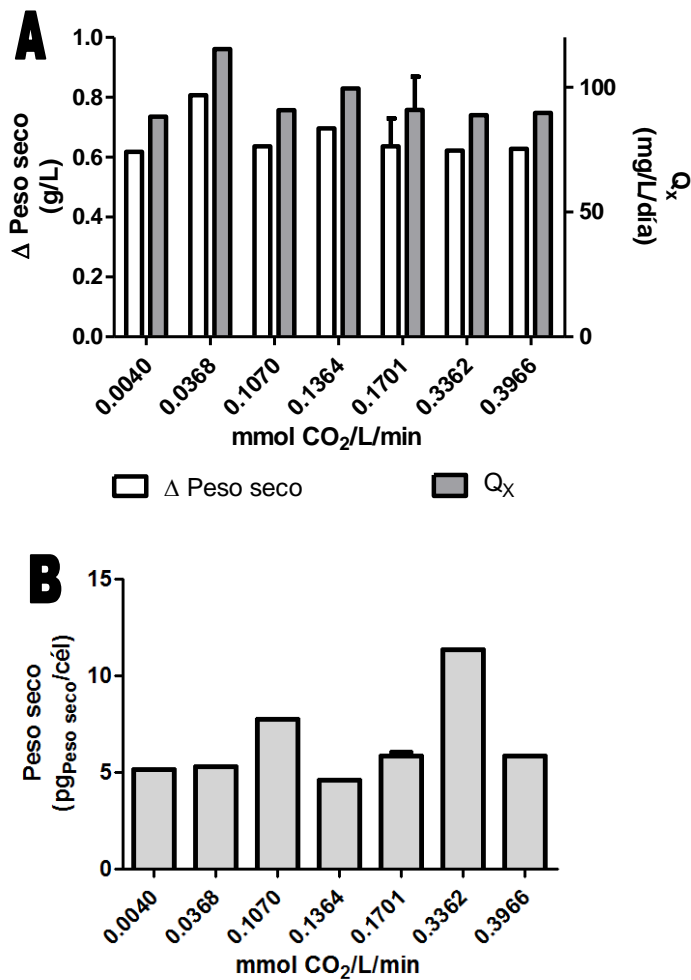 A
Δ Peso seco
(g/L)
1.0
0.8
0.6
0.4
0.2
0.0
100
50
0
Qx
(mg/L/día)
0.0040
0.0368
0.1070
0.1364
0.1701
0.3362
0.3966
mmol CO₂/L/min
Δ Peso seco
Qx
B
Peso seco
(pgPeso seco/cél)
15
10
5
0
0.0040
0.0368
0.1070
0.1364
0.1701
0.3362
0.3966
mmol CO₂/L/min